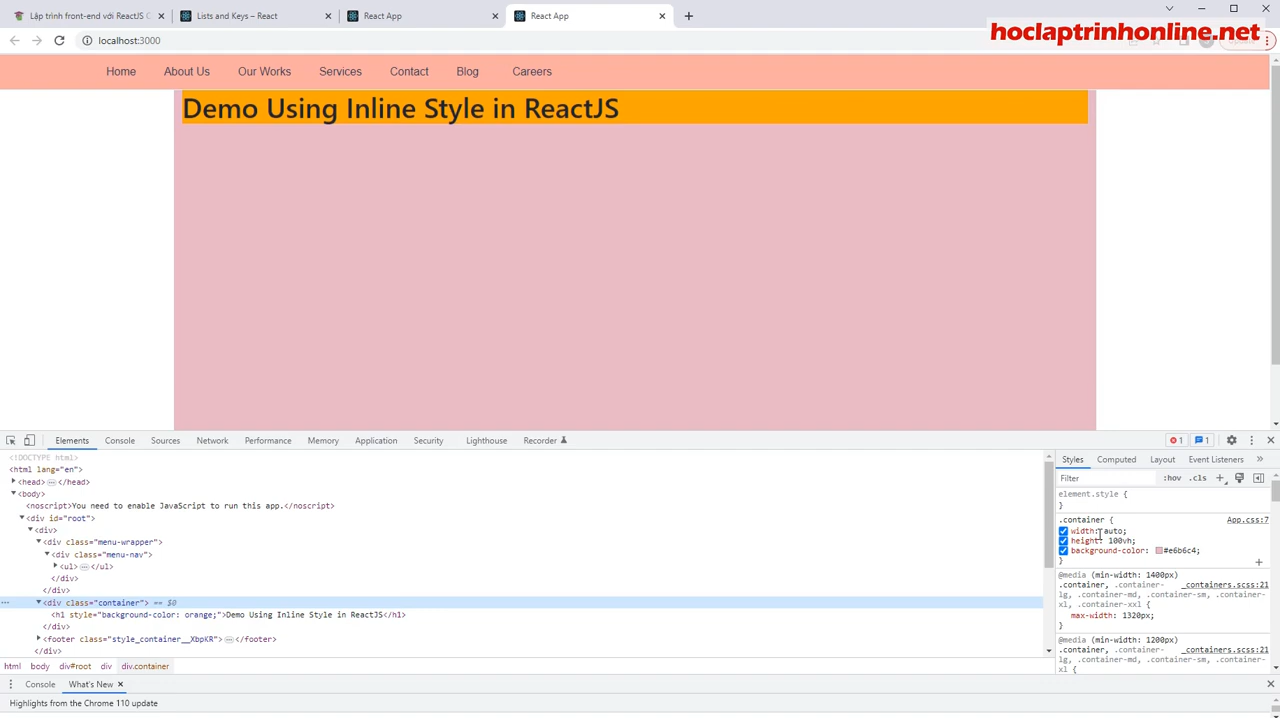 Lập trình front-end với ReactJS
Lists and Keys – React
React App
React App
hoclaptrinhonline.net
localhost:3000
Home About Us Our Works Services Contact Blog Careers
Demo Using Inline Style in ReactJS
Elements Console Sources Network Performance Memory Application Security Lighthouse Recorder
1 1
<!DOCTYPE html>
<html lang="en">
<head> … </head>
<body>
<noscript>You need to enable JavaScript to run this app.</noscript>
<div id="root">
<div>
<div class="menu-wrapper">
<div class="menu-nav">
<ul> … </ul>
</div>
</div>
<div class="container"> == $0
<h1 style="background-color: orange;">Demo Using Inline Style in ReactJS</h1>
</div>
<footer class="style_container__XbpKR"> … </footer>
</div>
html body div#root div div.container
Styles Computed Layout Event Listeners »
Filter :hov .cls +
element.style {
}
.container { App.css:7
width: auto;
height: 100vh;
background-color: #e6b6c4;
}
@media (min-width: 1400px)
.container, .container- _containers.scss:21
lg, .container-md, .container-sm, .container-
xl, .container-xxl {
max-width: 1320px;
}
@media (min-width: 1200px)
.container, .container- _containers.scss:21
lg, .container-md, .container-sm, .container-
xl {
Console What's New
Highlights from the Chrome 110 update